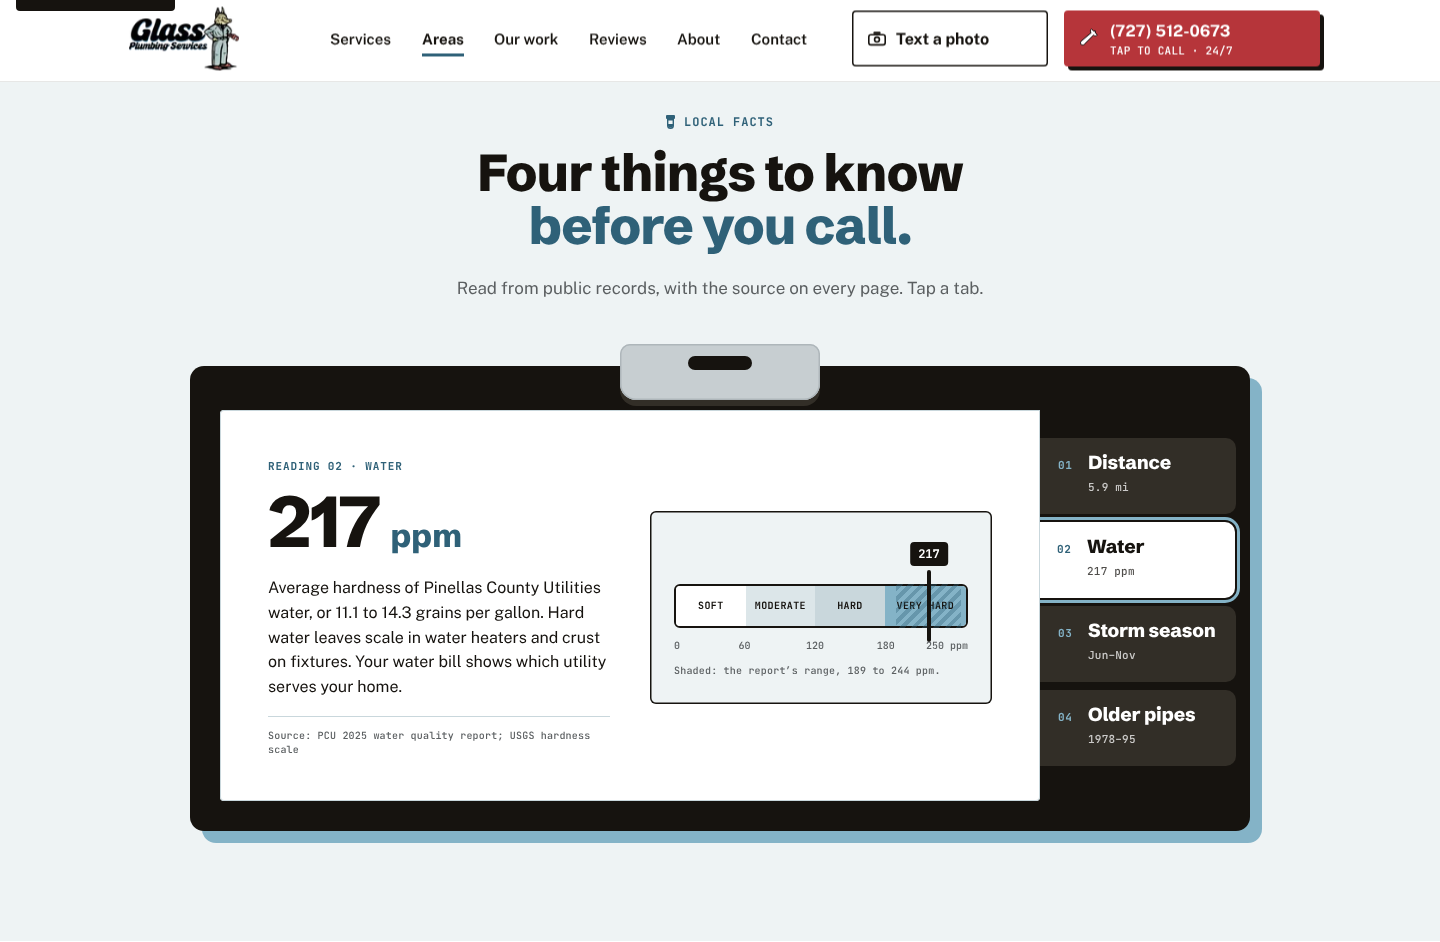 Glass
Plumbing Services
Services
Areas
Our work
Reviews
About
Contact
Text a photo
(727) 512-0673
TAP TO CALL · 24/7
LOCAL FACTS
Four things to know
before you call.
Read from public records, with the source on every page. Tap a tab.
READING 02 · WATER
217 ppm
Average hardness of Pinellas County Utilities
water, or 11.1 to 14.3 grains per gallon. Hard
water leaves scale in water heaters and crust
on fixtures. Your water bill shows which utility
serves your home.
Source: PCU 2025 water quality report; USGS hardness
scale
217
SOFT
MODERATE
HARD
VERY HARD
0
60
120
180
250 ppm
Shaded: the report’s range, 189 to 244 ppm.
01 Distance
5.9 mi
02 Water
217 ppm
03 Storm season
Jun–Nov
04 Older pipes
1978–95